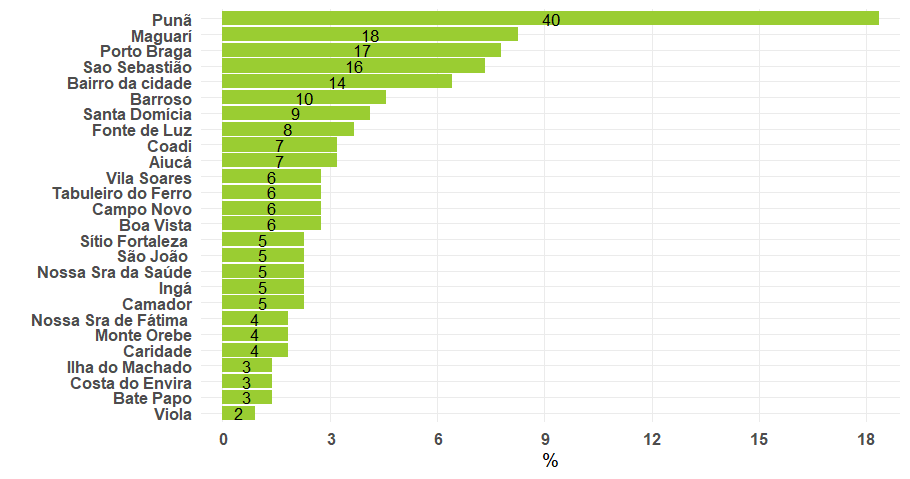 Punã 40
Maguarí 18
Porto Braga 17
Sao Sebastião 16
Bairro da cidade 14
Barroso 10
Santa Domícia 9
Fonte de Luz 8
Coadi 7
Aiucá 7
Vila Soares 6
Tabuleiro do Ferro 6
Campo Novo 6
Boa Vista 6
Sítio Fortaleza 5
São João 5
Nossa Sra da Saúde 5
Ingá 5
Camador 5
Nossa Sra de Fátima 4
Monte Orebe 4
Caridade 4
Ilha do Machado 3
Costa do Envira 3
Bate Papo 3
Viola 2
0 3 6 9 12 15 18
%